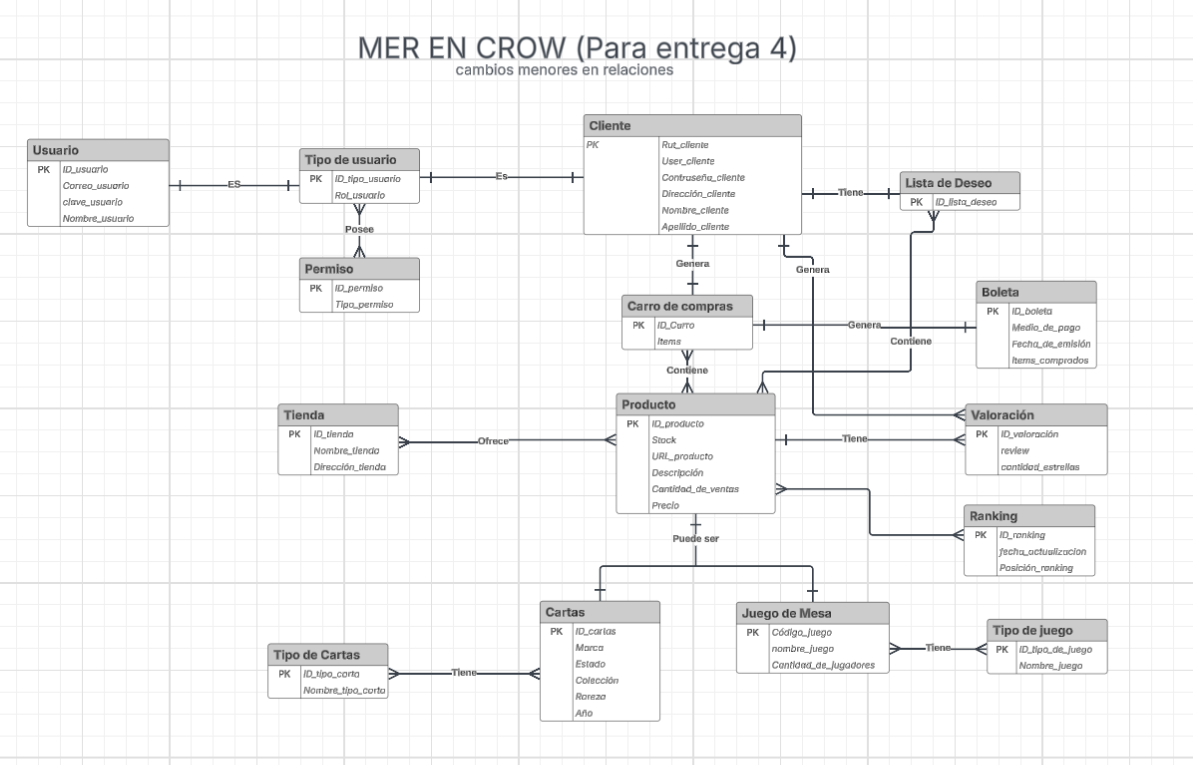 MER EN CROW (Para entrega 4)
cambios menores en relaciones
Usuario
PK ID_usuario
Correo_usuario
clave_usuario
Nombre_usuario
ES
Tipo de usuario
PK ID_tipo_usuario
Rol_usuario
Posee
Permiso
PK ID_permiso
Tipo_permiso
Es
Cliente
PK Rut_cliente
User_cliente
Contraseña_cliente
Dirección_cliente
Nombre_cliente
Apellido_cliente
Tiene
Lista de Deseo
PK ID_lista_deseo
Genera
Genera
Carro de compras
PK ID_Carro
Items
Genera
Boleta
PK ID_boleta
Medio_de_pago
Fecha_de_emisión
Items_comprados
Contiene
Contiene
Tienda
PK ID_tienda
Nombre_tienda
Dirección_tienda
Ofrece
Producto
PK ID_producto
Stock
URL_producto
Descripción
Cantidad_de_ventas
Precio
Tiene
Valoración
PK ID_valoración
review
cantidad_estrellas
Ranking
PK ID_ranking
fecha_actualizacion
Posición_ranking
Puede ser
Cartas
PK ID_cartas
Marca
Estado
Colección
Rareza
Año
Juego de Mesa
PK Código_juego
nombre_juego
Cantidad_de_jugadores
Tiene
Tipo de juego
PK ID_tipo_de_juego
Nombre_juego
Tipo de Cartas
PK ID_tipo_carta
Nombre_tipo_carta
Tiene